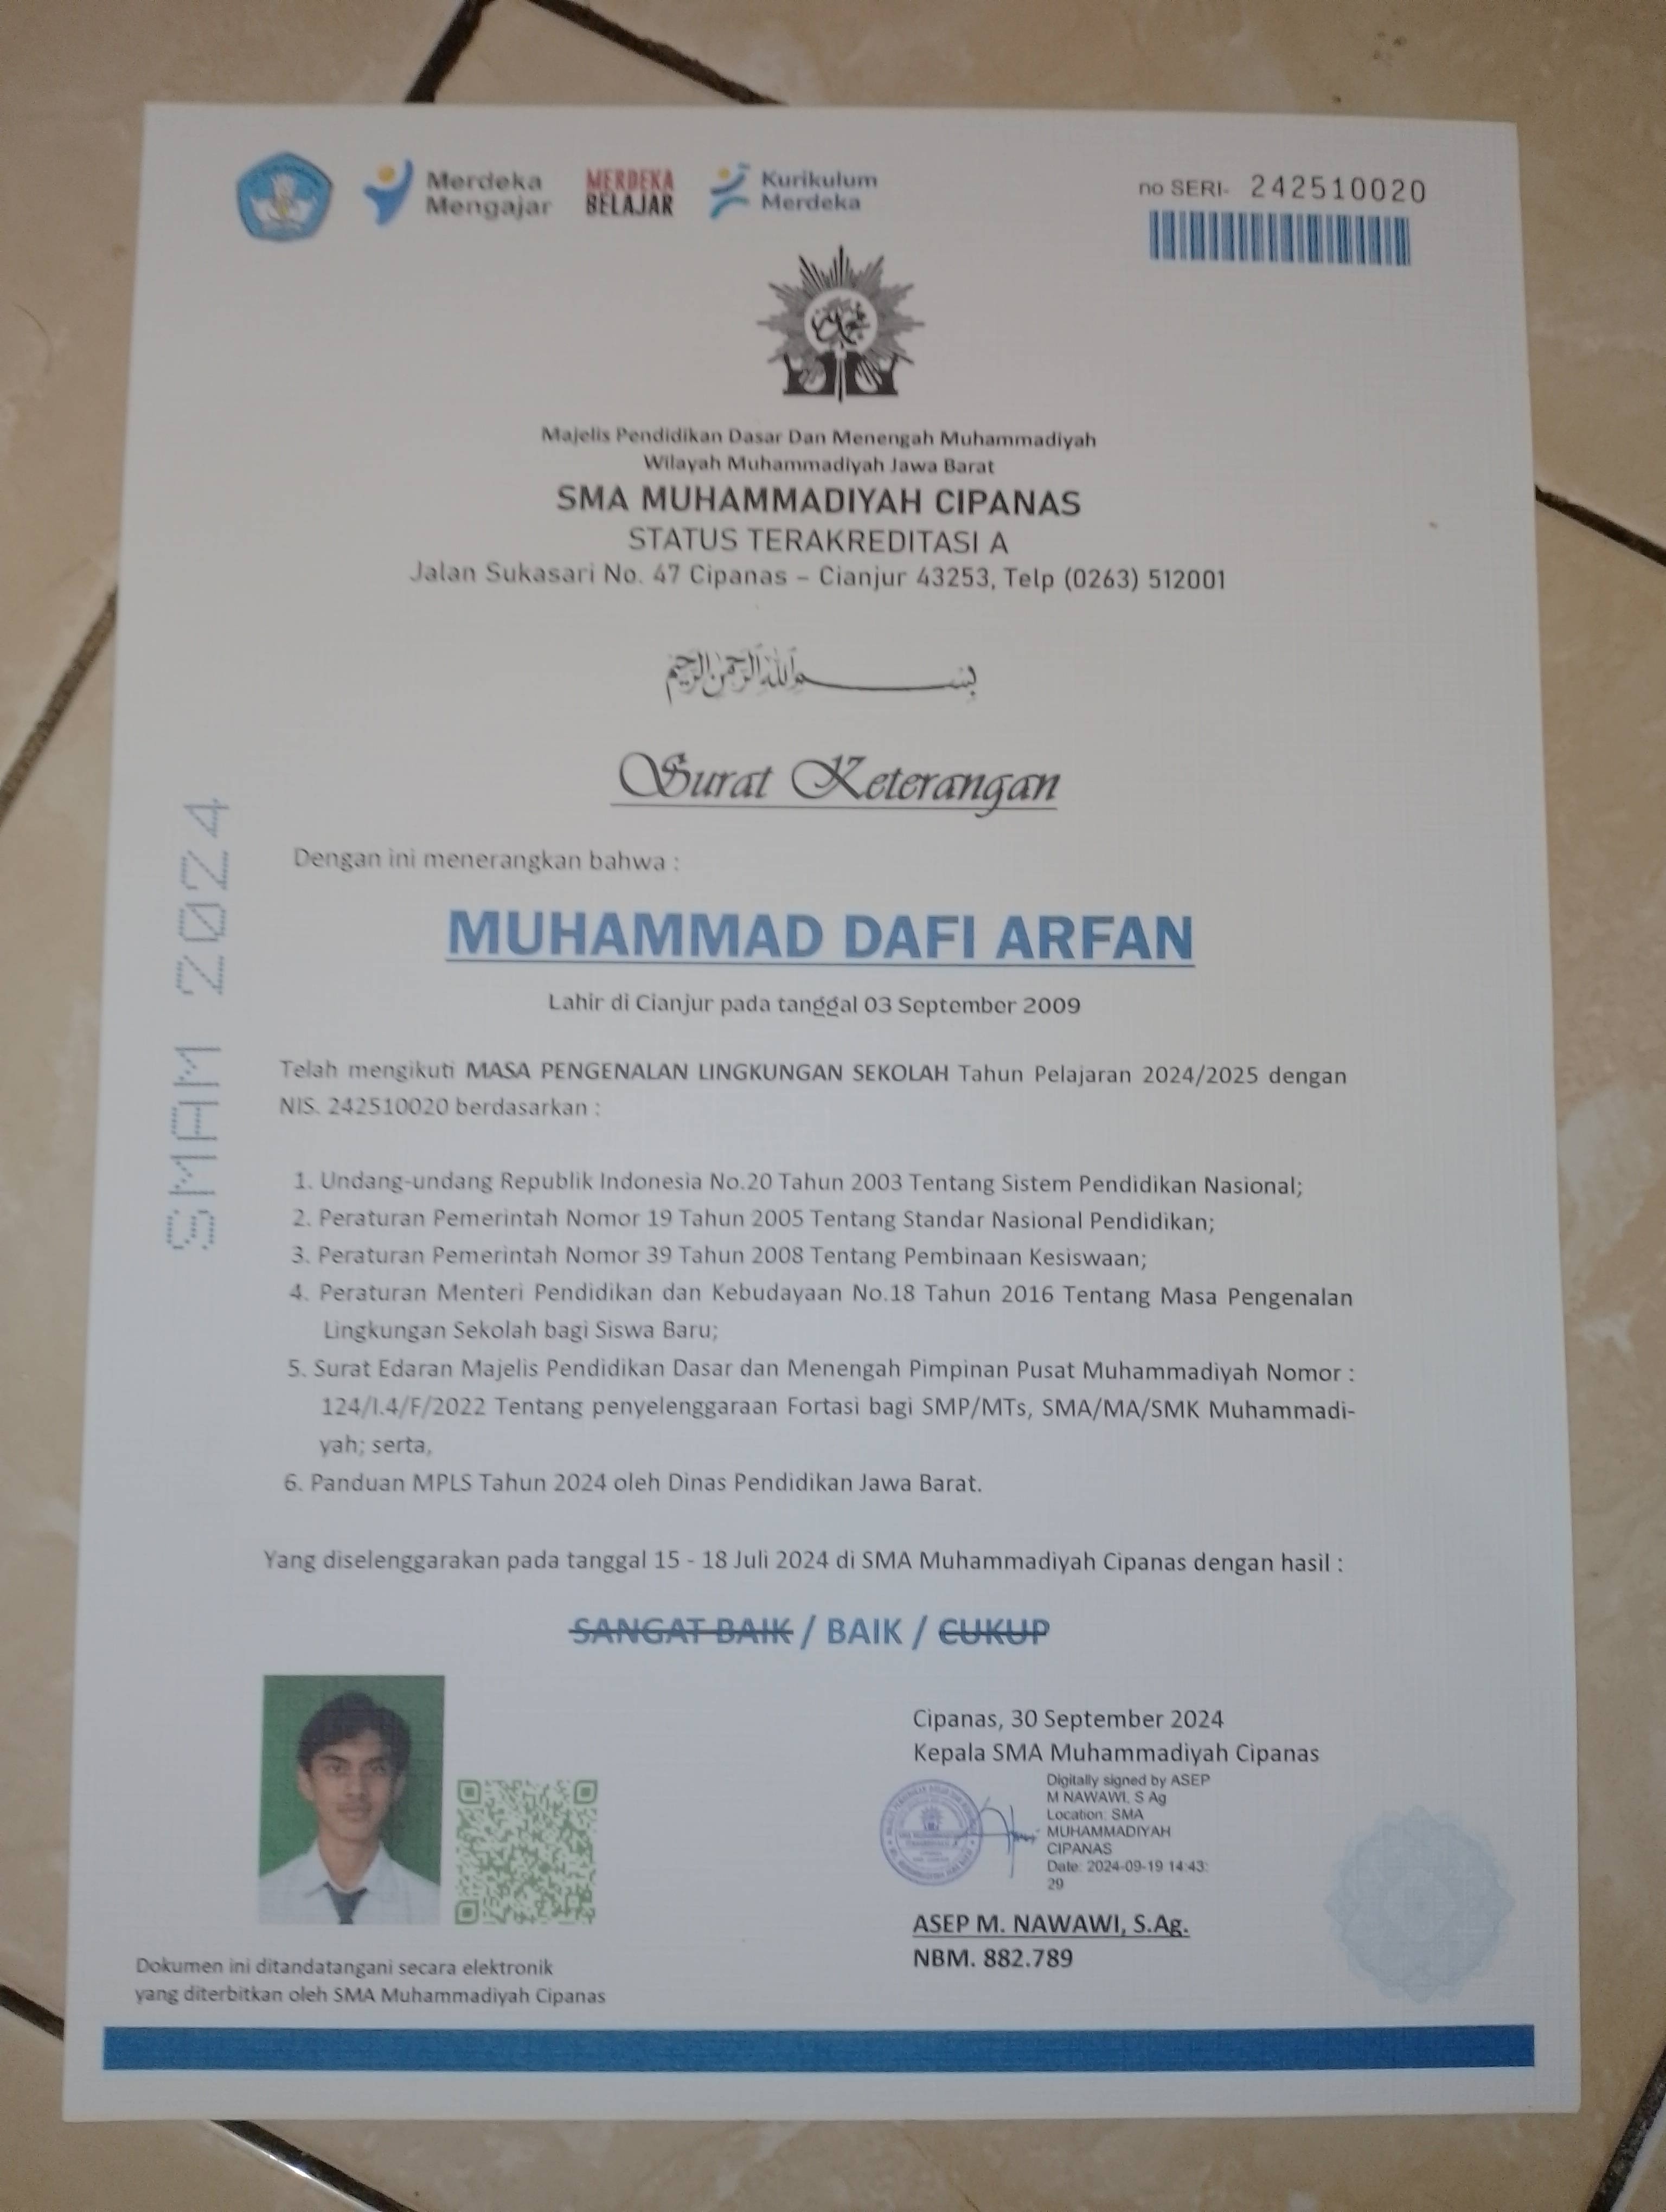 Merdeka
Mengajar
MERDEKA
BELAJAR
Kurikulum
Merdeka
no SERI- 242510020
Majelis Pendidikan Dasar Dan Menengah Muhammadiyah
Wilayah Muhammadiyah Jawa Barat
SMA MUHAMMADIYAH CIPANAS
STATUS TERAKREDITASI A
Jalan Sukasari No. 47 Cipanas – Cianjur 43253, Telp (0263) 512001
بسم الله الرحمن الرحيم
Surat Keterangan
SMAM 2024
Dengan ini menerangkan bahwa :
MUHAMMAD DAFI ARFAN
Lahir di Cianjur pada tanggal 03 September 2009
Telah mengikuti MASA PENGENALAN LINGKUNGAN SEKOLAH Tahun Pelajaran 2024/2025 dengan
NIS. 242510020 berdasarkan :
1. Undang-undang Republik Indonesia No.20 Tahun 2003 Tentang Sistem Pendidikan Nasional;
2. Peraturan Pemerintah Nomor 19 Tahun 2005 Tentang Standar Nasional Pendidikan;
3. Peraturan Pemerintah Nomor 39 Tahun 2008 Tentang Pembinaan Kesiswaan;
4. Peraturan Menteri Pendidikan dan Kebudayaan No.18 Tahun 2016 Tentang Masa Pengenalan
Lingkungan Sekolah bagi Siswa Baru;
5. Surat Edaran Majelis Pendidikan Dasar dan Menengah Pimpinan Pusat Muhammadiyah Nomor :
124/I.4/F/2022 Tentang penyelenggaraan Fortasi bagi SMP/MTs, SMA/MA/SMK Muhammadi-
yah; serta,
6. Panduan MPLS Tahun 2024 oleh Dinas Pendidikan Jawa Barat.
Yang diselenggarakan pada tanggal 15 - 18 Juli 2024 di SMA Muhammadiyah Cipanas dengan hasil :
SANGAT BAIK / BAIK / CUKUP
Cipanas, 30 September 2024
Kepala SMA Muhammadiyah Cipanas
Digitally signed by ASEP
M NAWAWI, S Ag
Location: SMA
MUHAMMADIYAH
CIPANAS
Date: 2024-09-19 14:43:
29
ASEP M. NAWAWI, S.Ag.
NBM. 882.789
Dokumen ini ditandatangani secara elektronik
yang diterbitkan oleh SMA Muhammadiyah Cipanas